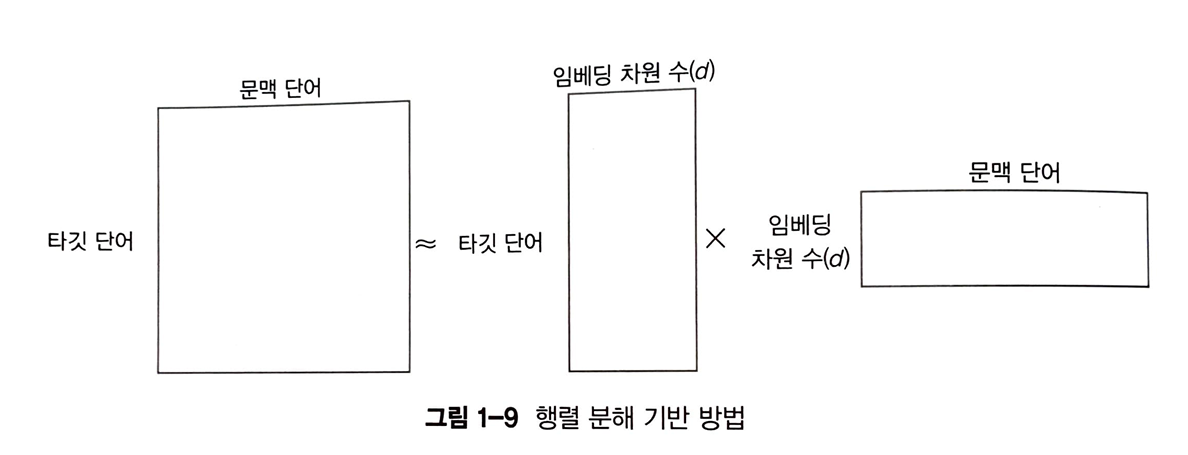 문맥 단어
임베딩 차원 수(d)
문맥 단어
타깃 단어
≈
타깃 단어
×
임베딩
차원 수(d)
그림 1-9 행렬 분해 기반 방법